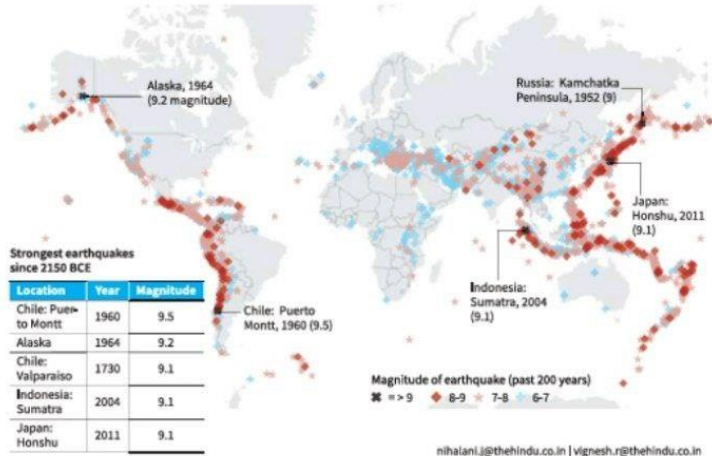 Alaska, 1964
(9.2 magnitude)
Russia: Kamchatka
Peninsula, 1952 (9)
Japan:
Honshu, 2011
(9.1)
Indonesia:
Sumatra, 2004
(9.1)
Chile: Puerto
Montt, 1960 (9.5)
Strongest earthquakes
since 2150 BCE
Location Year Magnitude
Chile: Puer-
to Montt 1960 9.5
Alaska 1964 9.2
Chile:
Valparaiso 1730 9.1
Indonesia:
Sumatra 2004 9.1
Japan:
Honshu 2011 9.1
Magnitude of earthquake (past 200 years)
= > 9 8-9 7-8 6-7
nihalani.j@thehindu.co.in | vignesh.r@thehindu.co.in